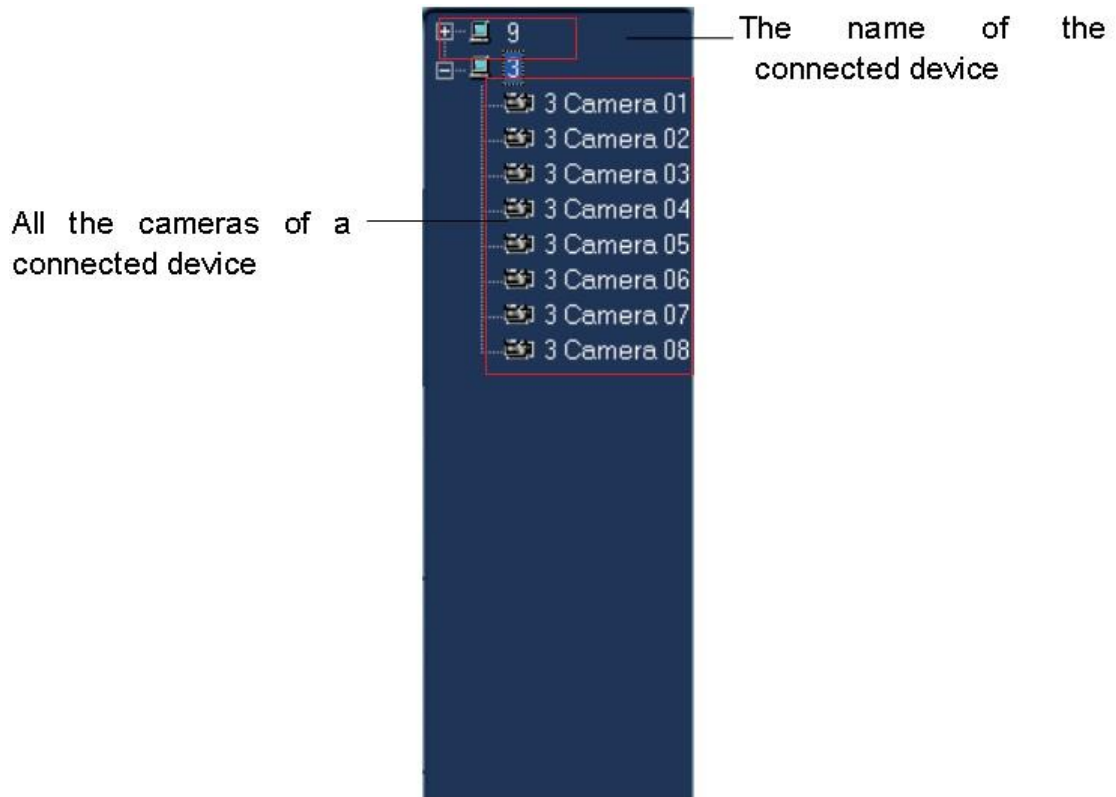 9
The name of the
connected device
3
3 Camera 01
3 Camera 02
3 Camera 03
3 Camera 04
3 Camera 05
3 Camera 06
3 Camera 07
3 Camera 08
All the cameras of a
connected device